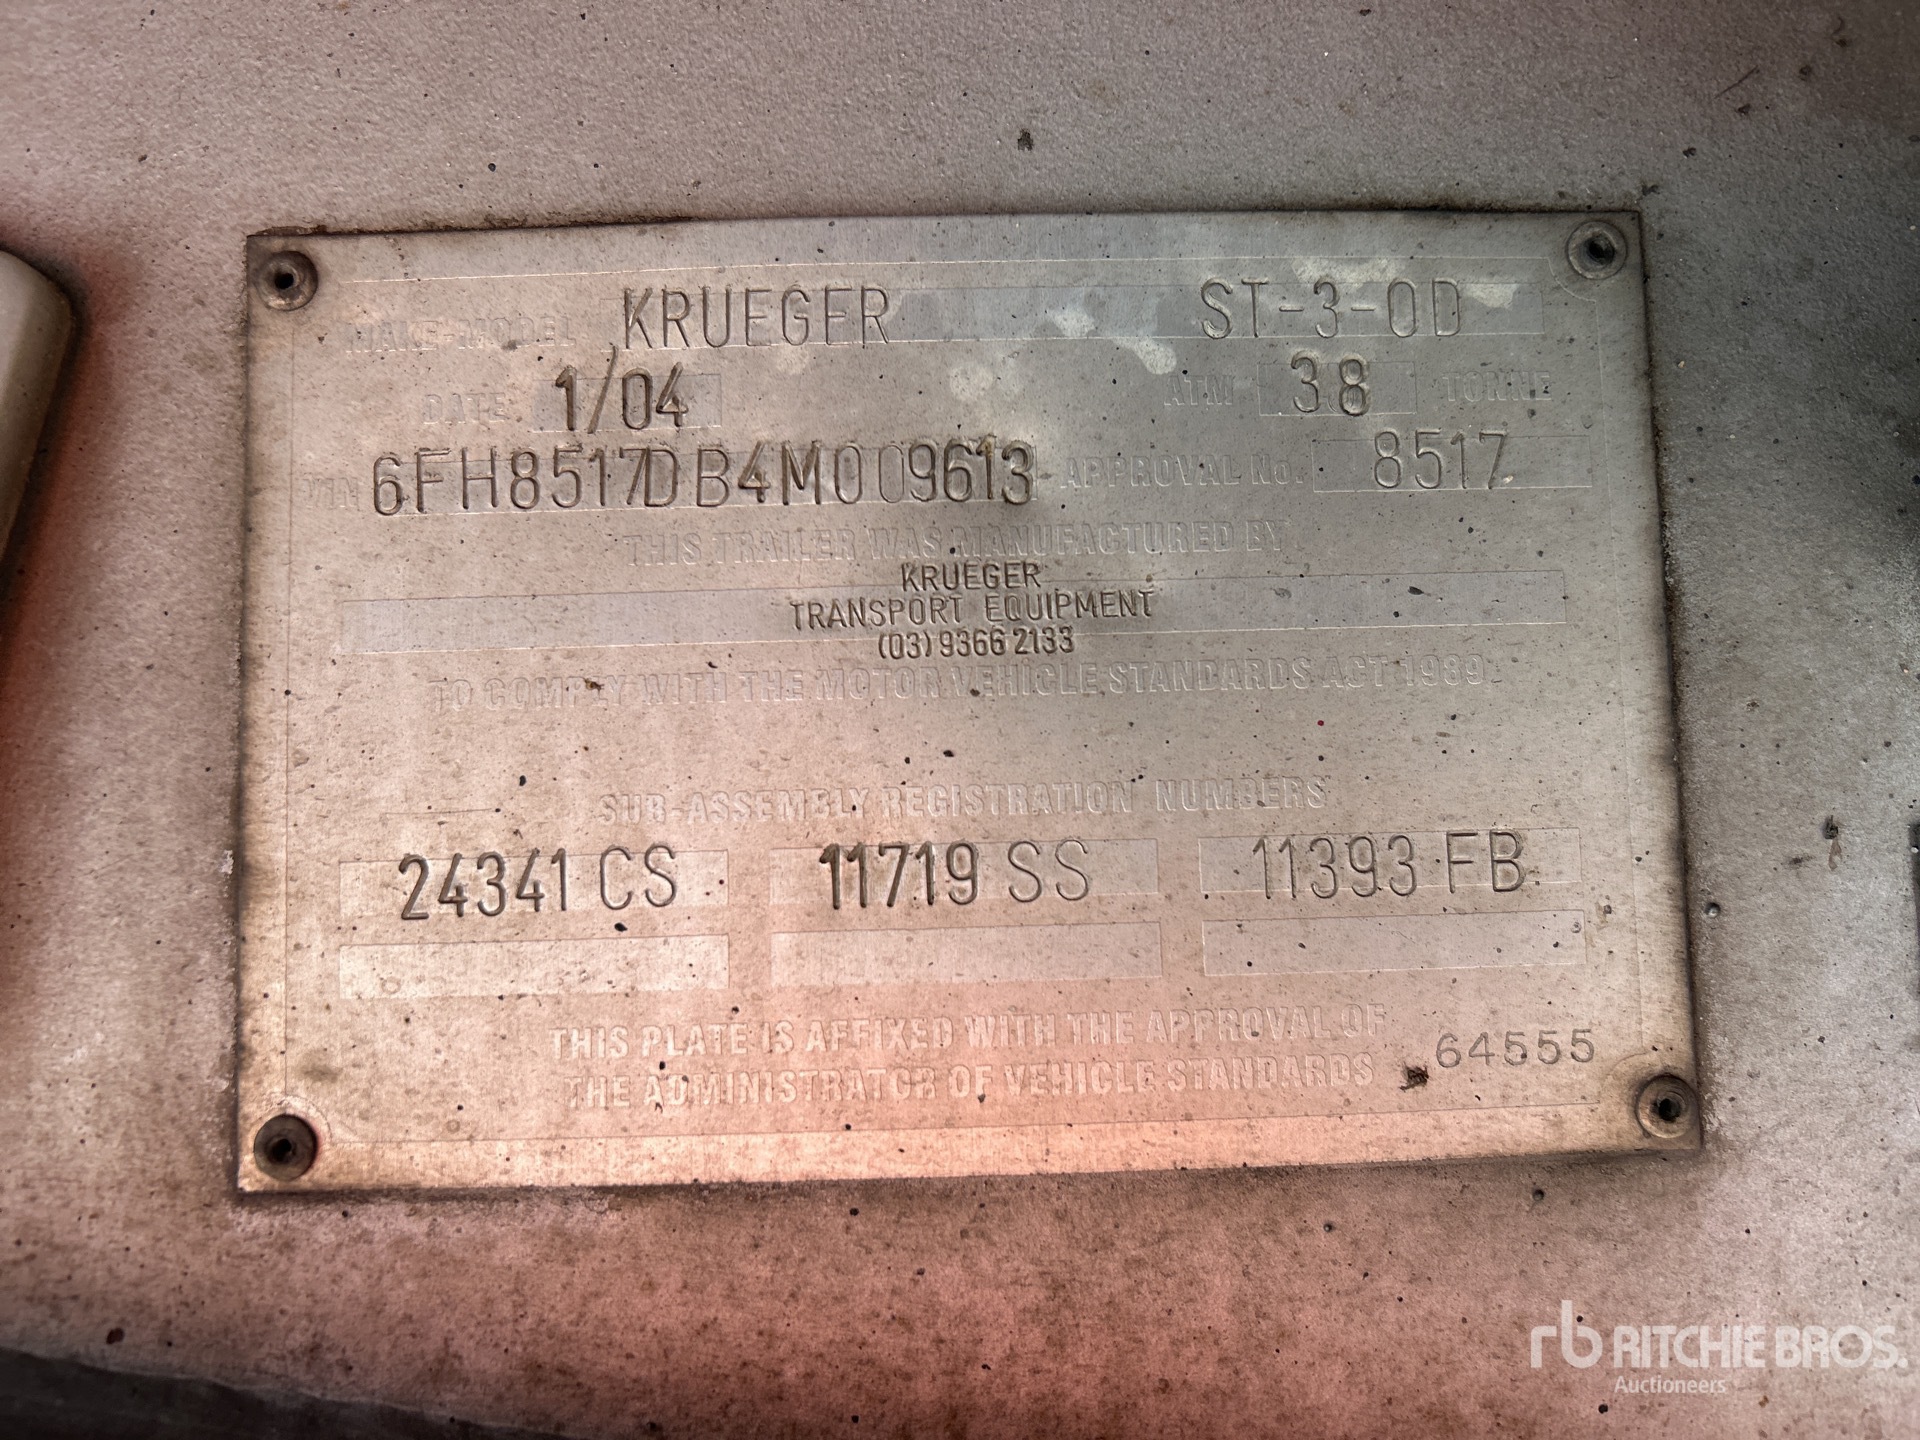 MAKE-MODEL KRUEGER ST-3-OD
DATE 1/04 ATM 38 TONNE
VIN 6FH8517DB4M009613 APPROVAL No. 8517
THIS TRAILER WAS MANUFACTURED BY
KRUEGER
TRANSPORT EQUIPMENT
(03) 9366 2133
TO COMPLY WITH THE MOTOR VEHICLE STANDARDS ACT 1989
SUB-ASSEMBLY REGISTRATION NUMBERS
24341 CS 11719 SS 11393 FB
THIS PLATE IS AFFIXED WITH THE APPROVAL OF
THE ADMINISTRATOR OF VEHICLE STANDARDS 64555
rb RITCHIE BROS.
Auctioneers